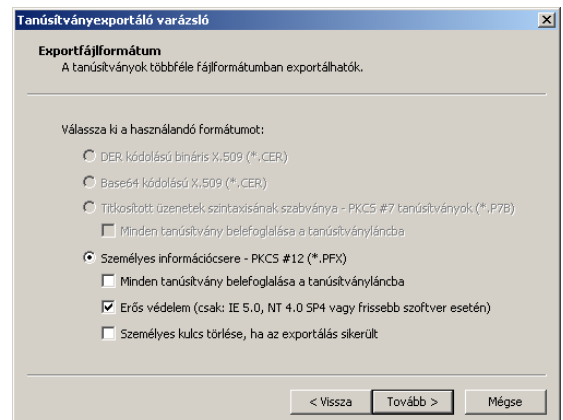 Tanúsítványexportáló varázsló
Exportfájlformátum
A tanúsítványok többféle fájlformátumban exportálhatók.
Válassza ki a használandó formátumot:
DER kódolású bináris X.509 (*.CER)
Base64 kódolású X.509 (*.CER)
Titkosított üzenetek szintaxisának szabványa - PKCS #7 tanúsítványok (*.P7B)
Minden tanúsítvány belefoglalása a tanúsítványláncba
Személyes információcsere - PKCS #12 (*.PFX)
Minden tanúsítvány belefoglalása a tanúsítványláncba
Erős védelem (csak: IE 5.0, NT 4.0 SP4 vagy frissebb szoftver esetén)
Személyes kulcs törlése, ha az exportálás sikerült
< Vissza Tovább > Mégse